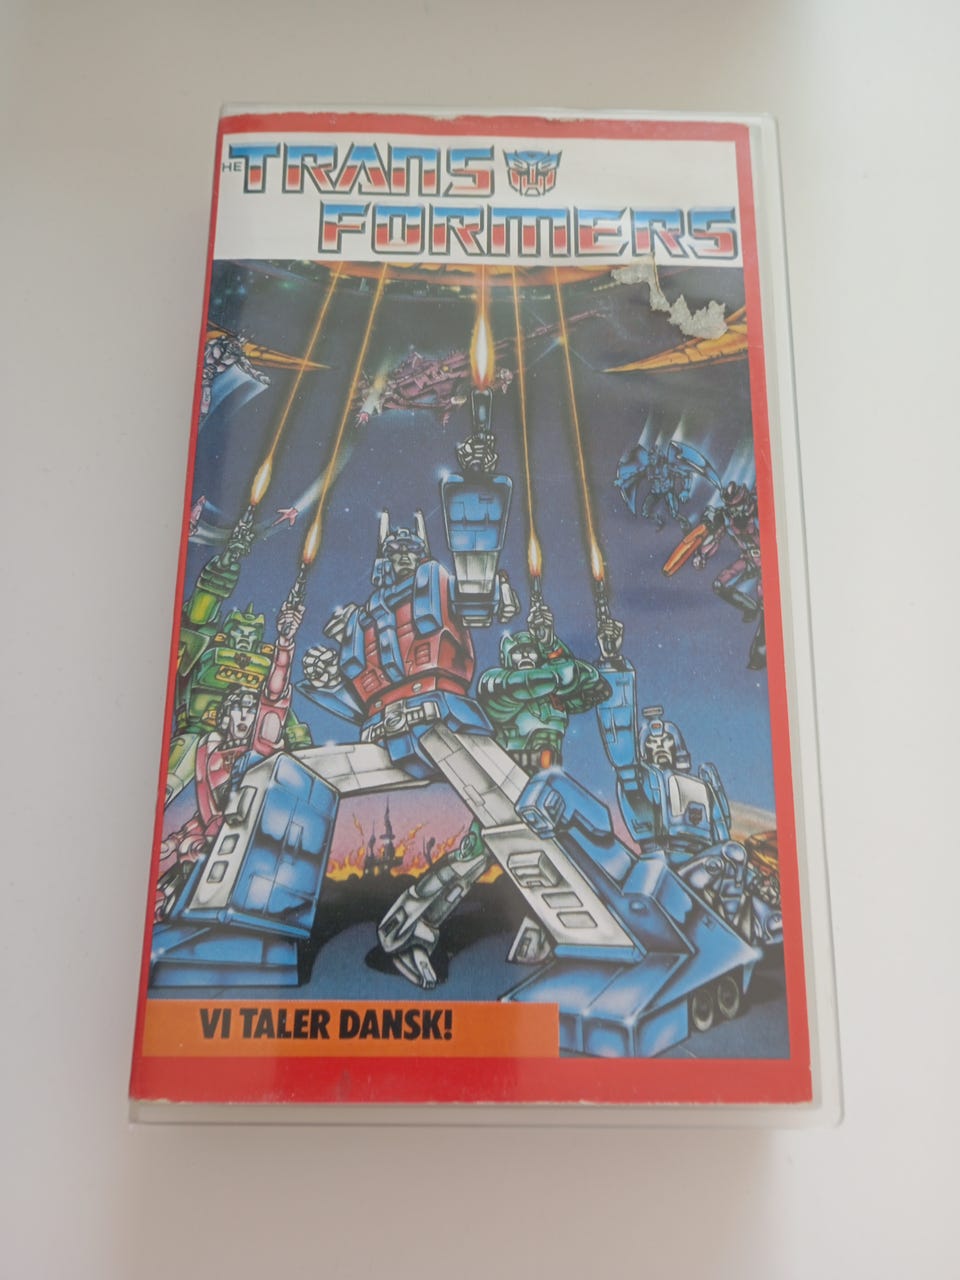 THE TRANS
FORMERS
VI TALER DANSK!